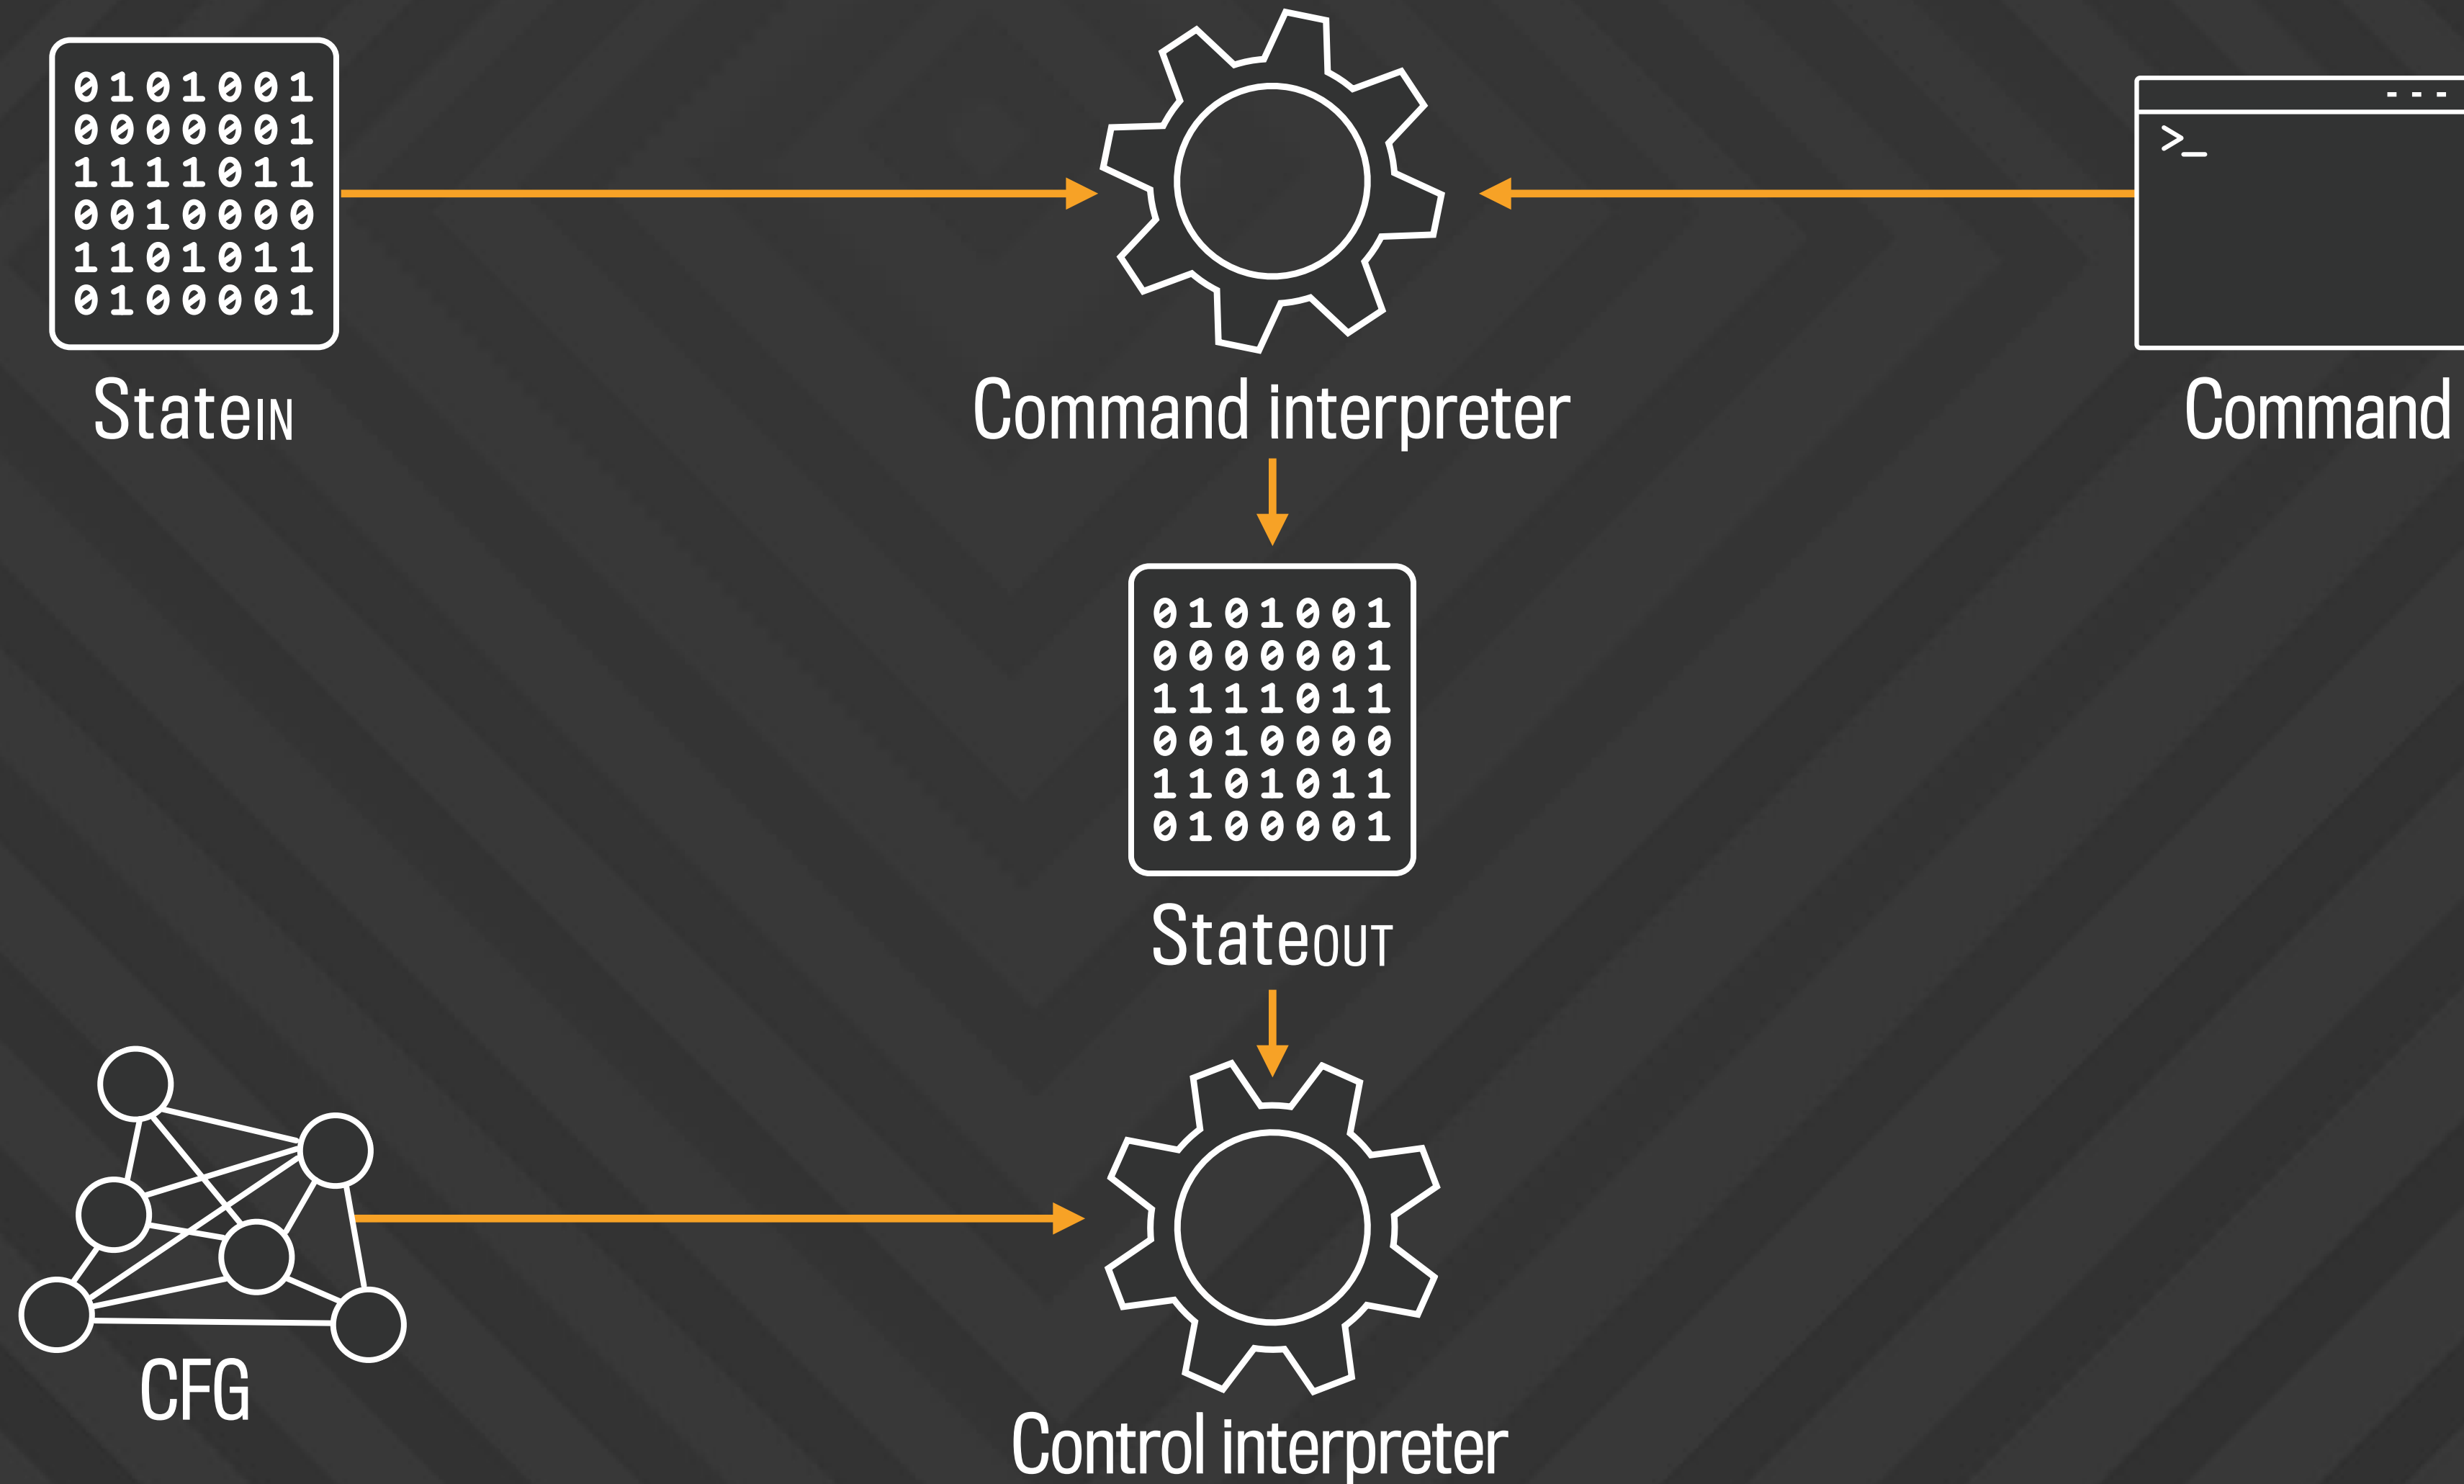 0101001
0000001
1111011
0010000
1101011
0100001
StateIN
Command interpreter
>_
Command
0101001
0000001
1111011
0010000
1101011
0100001
StateOUT
CFG
Control interpreter